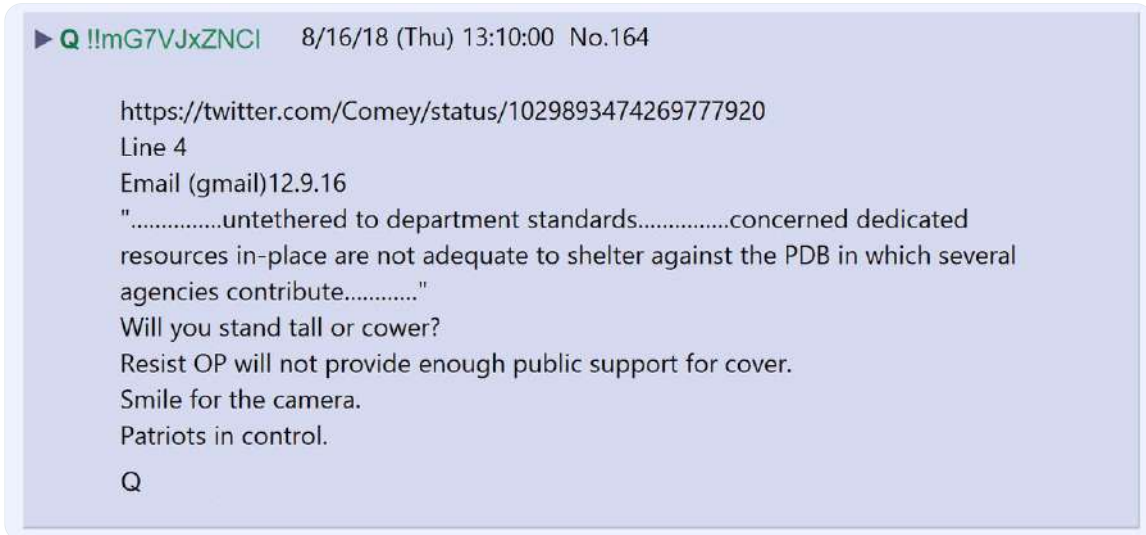 ▶ Q !!mG7VJxZNCI 8/16/18 (Thu) 13:10:00 No.164
https://twitter.com/Comey/status/1029893474269777920
Line 4
Email (gmail)12.9.16
"...............untethered to department standards...............concerned dedicated
resources in-place are not adequate to shelter against the PDB in which several
agencies contribute............"
Will you stand tall or cower?
Resist OP will not provide enough public support for cover.
Smile for the camera.
Patriots in control.
Q